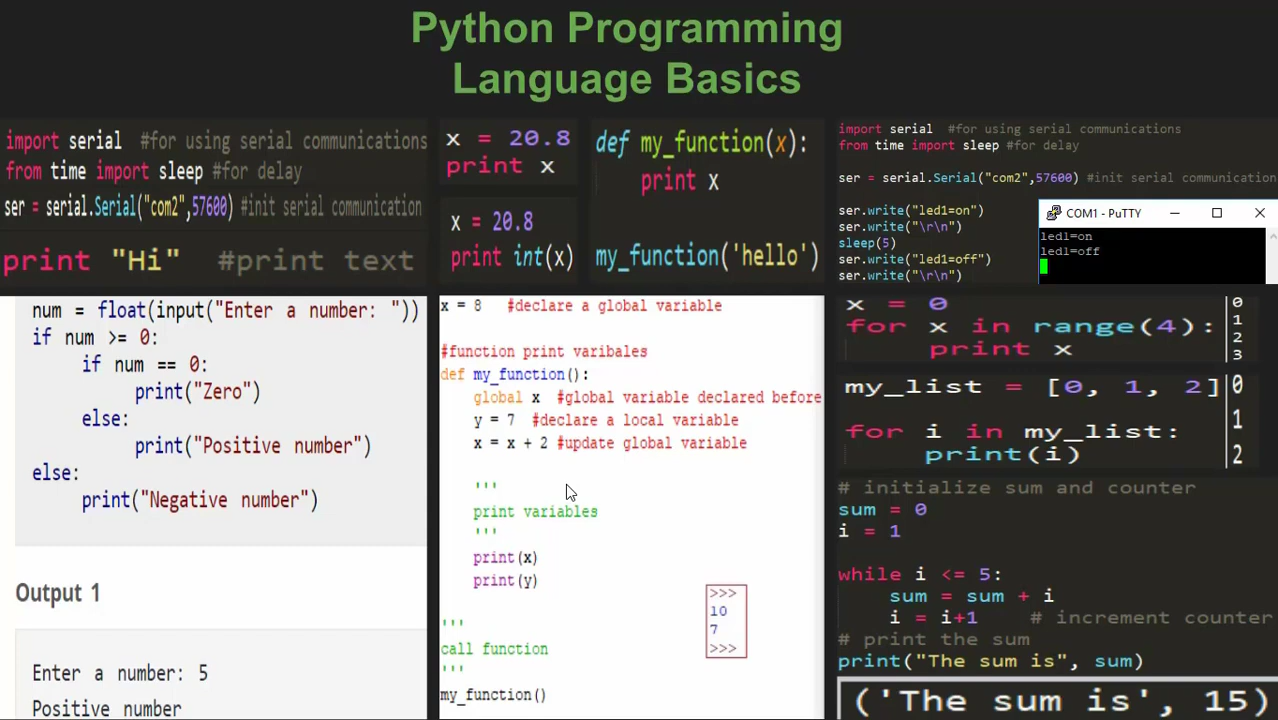 Python Programming
Language Basics
import serial #for using serial communications
from time import sleep #for delay
ser = serial.Serial("com2",57600) #init serial communication
print "Hi" #print text
x = 20.8
print x
x = 20.8
print int(x)
def my_function(x):
print x
my_function('hello')
import serial #for using serial communications
from time import sleep #for delay
ser = serial.Serial("com2",57600) #init serial communication
ser.write("led1=on")
ser.write("\r\n")
sleep(5)
ser.write("led1=off")
ser.write("\r\n")
COM1 - PuTTY
led1=on
led1=off
num = float(input("Enter a number: "))
if num >= 0:
if num == 0:
print("Zero")
else:
print("Positive number")
else:
print("Negative number")
Output 1
Enter a number: 5
Positive number
x = 8 #declare a global variable
#function print varibales
def my_function():
global x #global variable declared before
y = 7 #declare a local variable
x = x + 2 #update global variable
'''
print variables
'''
print(x)
print(y)
'''
call function
'''
my_function()
>>>
10
7
>>>
x = 0
for x in range(4):
print x
0
1
2
3
my_list = [0, 1, 2]
for i in my_list:
print(i)
0
1
2
# initialize sum and counter
sum = 0
i = 1
while i <= 5:
sum = sum + i
i = i+1 # increment counter
# print the sum
print("The sum is", sum)
('The sum is', 15)